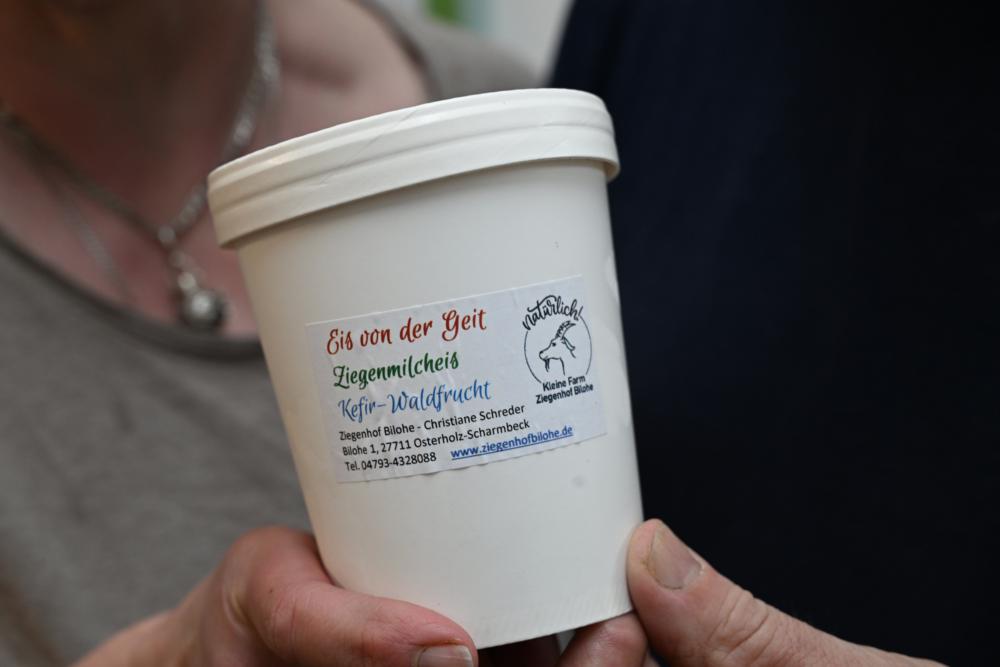 Eis von der Geit
Ziegenmilcheis
Kefir-Waldfrucht
Ziegenhof Bilohe - Christiane Schreder
Bilohe 1, 27711 Osterholz-Scharmbeck
Tel. 04793-4328088 www.ziegenhofbilohe.de
Natürlich!
Kleine Farm
Ziegenhof Bilohe